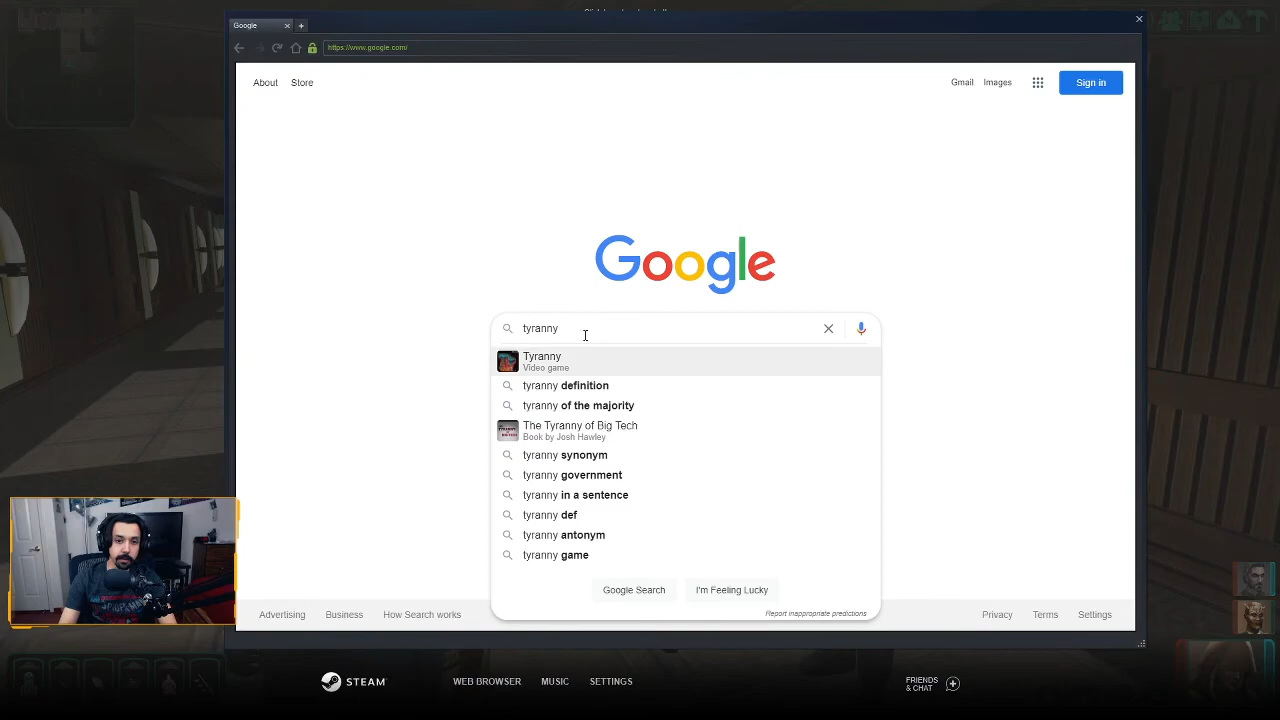 Google
https://www.google.com/
About Store
Gmail Images
Sign in
Google
tyranny
Tyranny
Video game
tyranny definition
tyranny of the majority
The Tyranny of Big Tech
Book by Josh Hawley
tyranny synonym
tyranny government
tyranny in a sentence
tyranny def
tyranny antonym
tyranny game
Google Search I'm Feeling Lucky
Report inappropriate predictions
Advertising Business How Search works
Privacy Terms Settings
STEAM
WEB BROWSER MUSIC SETTINGS
FRIENDS
& CHAT